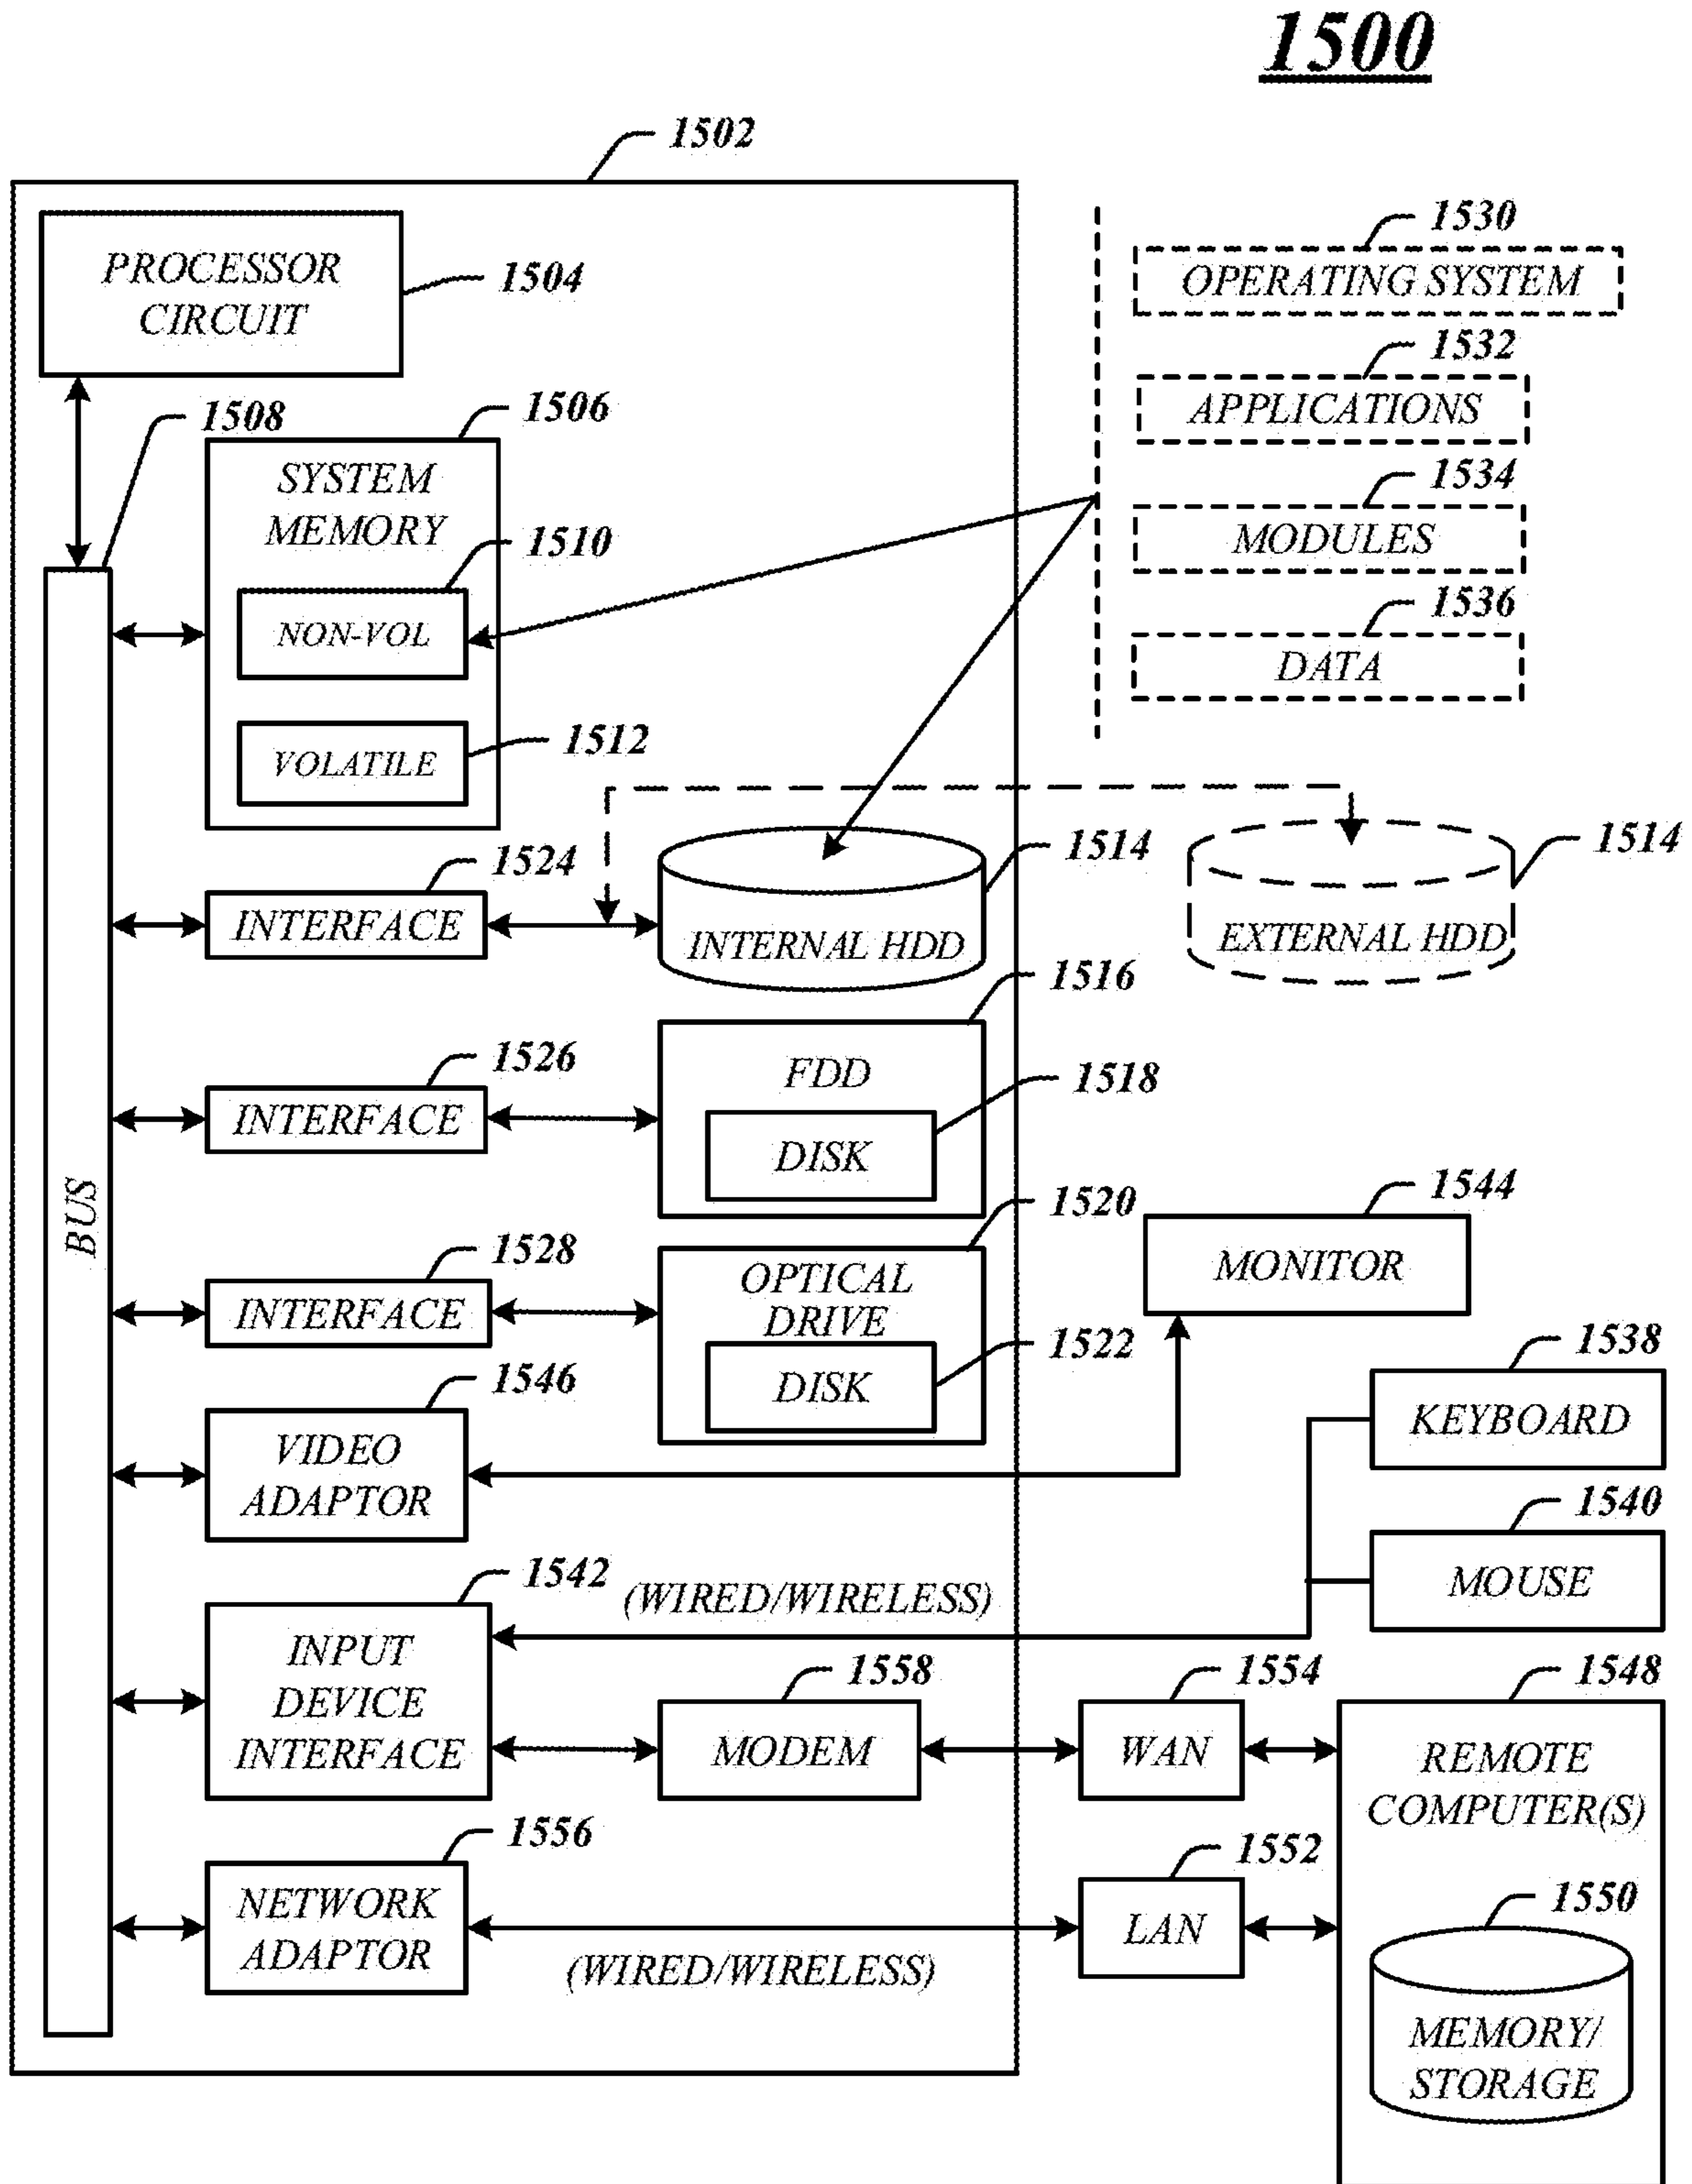 1500
1502
PROCESSOR
CIRCUIT
1504
1530
OPERATING SYSTEM
1532
APPLICATIONS
1534
MODULES
1536
DATA
1508
1506
SYSTEM
MEMORY
1510
NON-VOL
1512
VOLATILE
1524
INTERFACE
1514
INTERNAL HDD
1514
EXTERNAL HDD
1516
FDD
1526
INTERFACE
1518
DISK
BUS
1520
OPTICAL
DRIVE
1528
INTERFACE
1522
DISK
1544
MONITOR
1546
VIDEO
ADAPTOR
1538
KEYBOARD
1540
MOUSE
1542
INPUT
DEVICE
INTERFACE
(WIRED/WIRELESS)
1558
MODEM
1554
WAN
1548
REMOTE
COMPUTER(S)
1556
NETWORK
ADAPTOR
(WIRED/WIRELESS)
1552
LAN
1550
MEMORY/
STORAGE